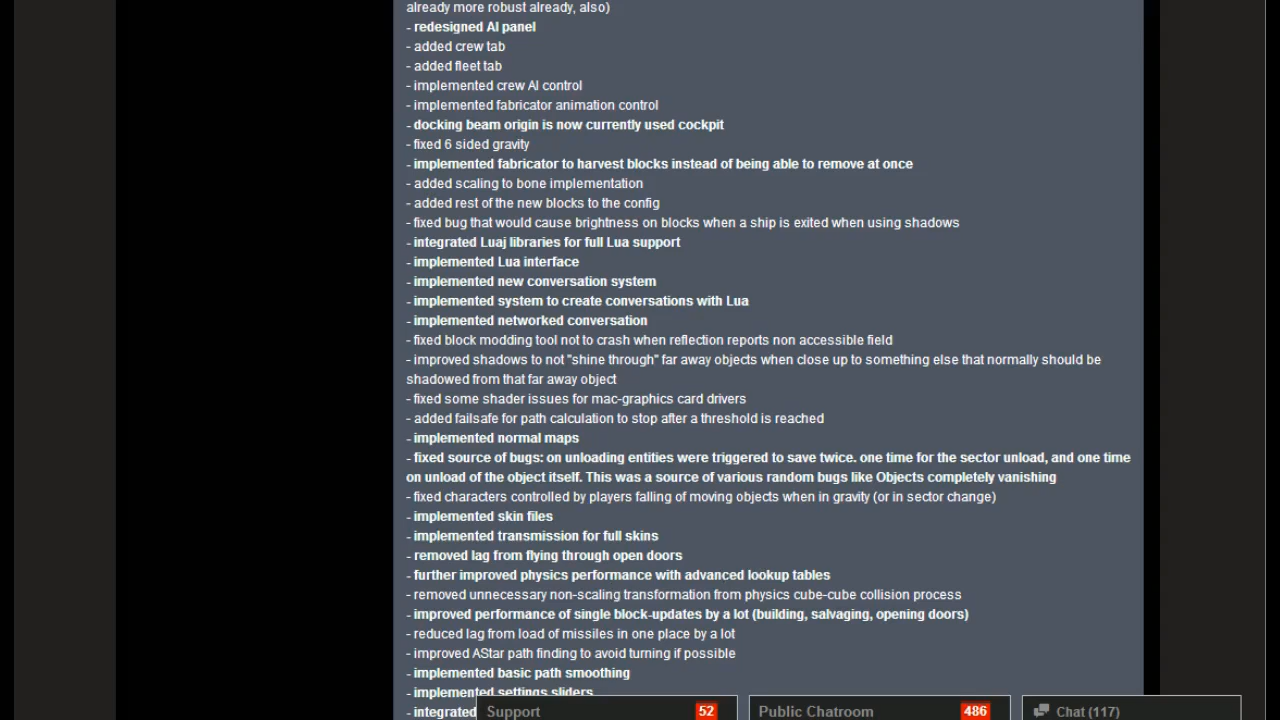 already more robust already, also)
- redesigned AI panel
- added crew tab
- added fleet tab
- implemented crew AI control
- implemented fabricator animation control
- docking beam origin is now currently used cockpit
- fixed 6 sided gravity
- implemented fabricator to harvest blocks instead of being able to remove at once
- added scaling to bone implementation
- added rest of the new blocks to the config
- fixed bug that would cause brightness on blocks when a ship is exited when using shadows
- integrated Luaj libraries for full Lua support
- implemented Lua interface
- implemented new conversation system
- implemented system to create conversations with Lua
- implemented networked conversation
- fixed block modding tool not to crash when reflection reports non accessible field
- improved shadows to not "shine through" far away objects when close up to something else that normally should be
shadowed from that far away object
- fixed some shader issues for mac-graphics card drivers
- added failsafe for path calculation to stop after a threshold is reached
- implemented normal maps
- fixed source of bugs: on unloading entities were triggered to save twice. one time for the sector unload, and one time
on unload of the object itself. This was a source of various random bugs like Objects completely vanishing
- fixed characters controlled by players falling of moving objects when in gravity (or in sector change)
- implemented skin files
- implemented transmission for full skins
- removed lag from flying through open doors
- further improved physics performance with advanced lookup tables
- removed unnecessary non-scaling transformation from physics cube-cube collision process
- improved performance of single block-updates by a lot (building, salvaging, opening doors)
- reduced lag from load of missiles in one place by a lot
- improved AStar path finding to avoid turning if possible
- implemented basic path smoothing
- implemented settings sliders
- integrated
Support 52 Public Chatroom 486 Chat (117)